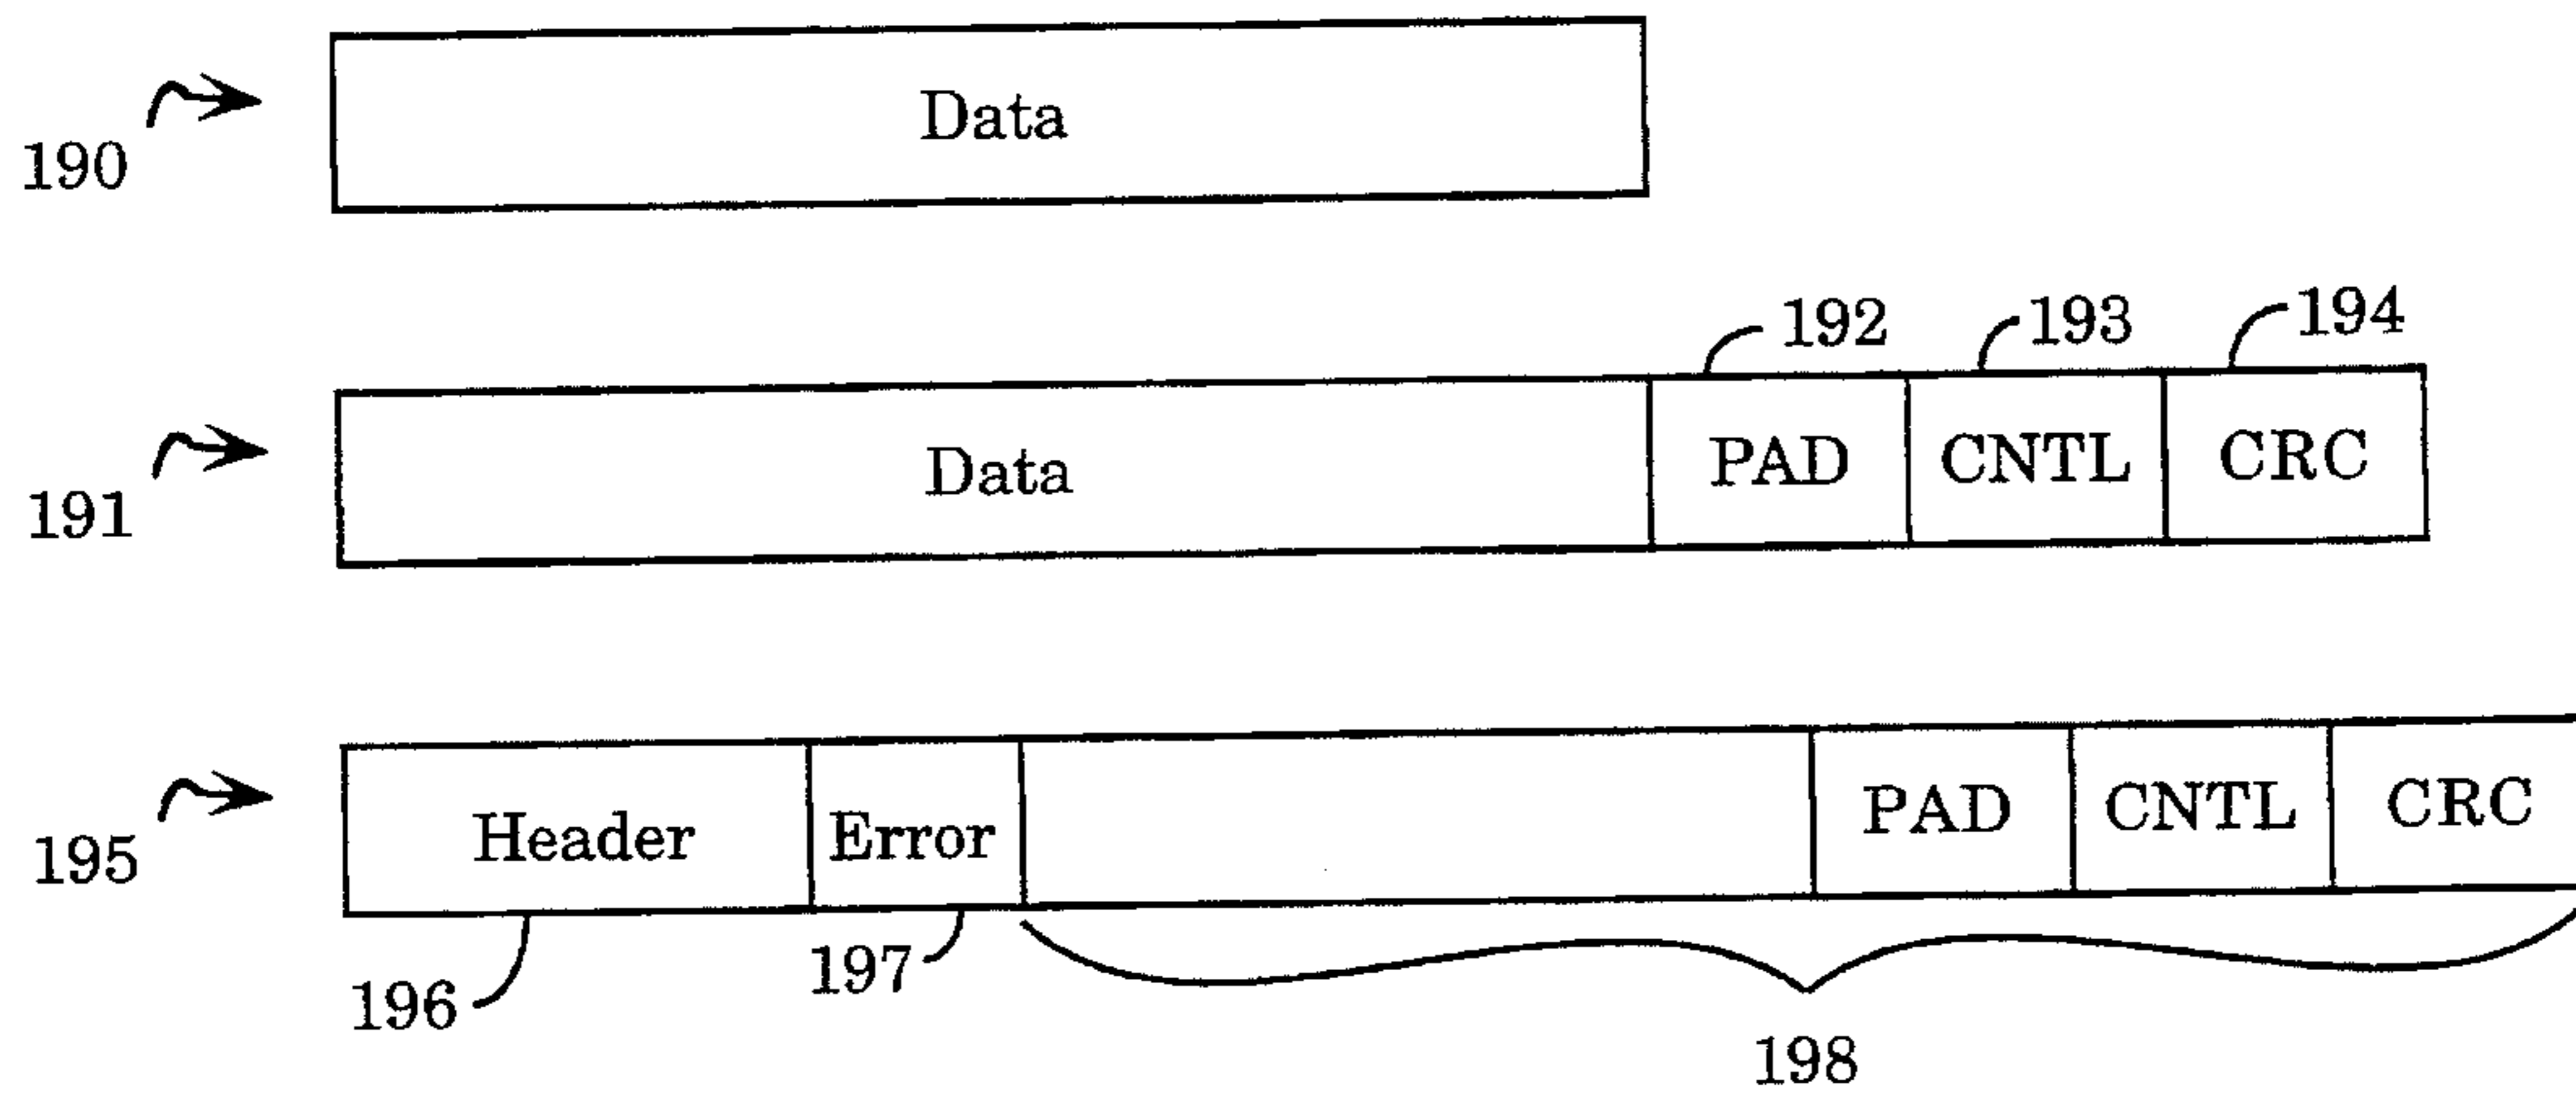 Data
190
192 193 194
Data PAD CNTL CRC
191
Header Error PAD CNTL CRC
195
196 197
198